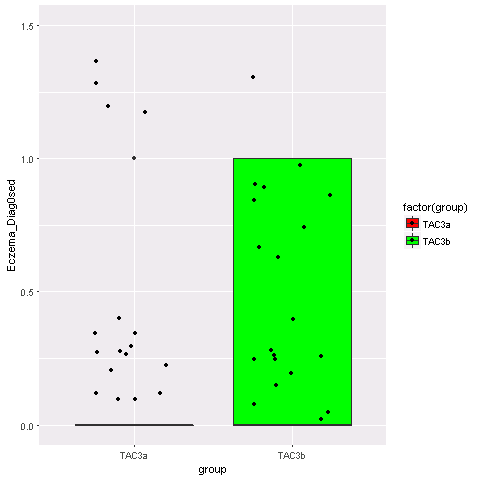 1.5
1.0
0.5
0.0
Eczema_Diag0sed
TAC3a
TAC3b
group
factor(group)
TAC3a
TAC3b